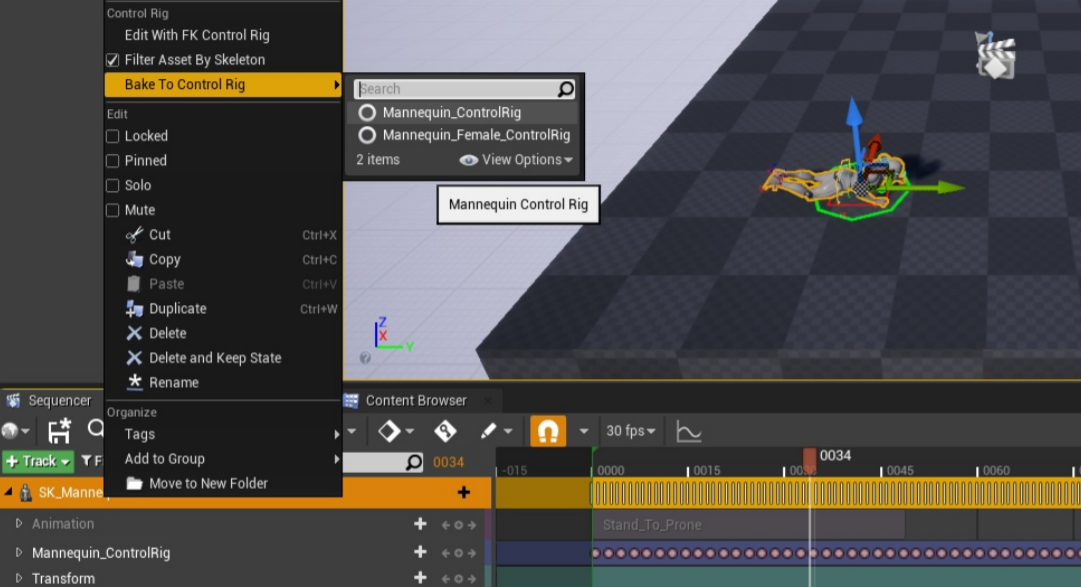 Control Rig
Edit With FK Control Rig
Filter Asset By Skeleton
Bake To Control Rig
Search
Mannequin_ControlRig
Mannequin_Female_ControlRig
2 items View Options
Mannequin Control Rig
Edit
Locked
Pinned
Solo
Mute
Cut Ctrl+X
Copy Ctrl+C
Paste Ctrl+V
Duplicate Ctrl+W
Delete
Delete and Keep State
Rename
Organize
Tags
Add to Group
Move to New Folder
Z
X
Y
Sequencer
Content Browser
30 fps
+ Track
F
0034
-015 0000 0015 0030 0034 0045 0060
SK_Manne
Animation
Stand_To_Prone
Mannequin_ControlRig
Transform